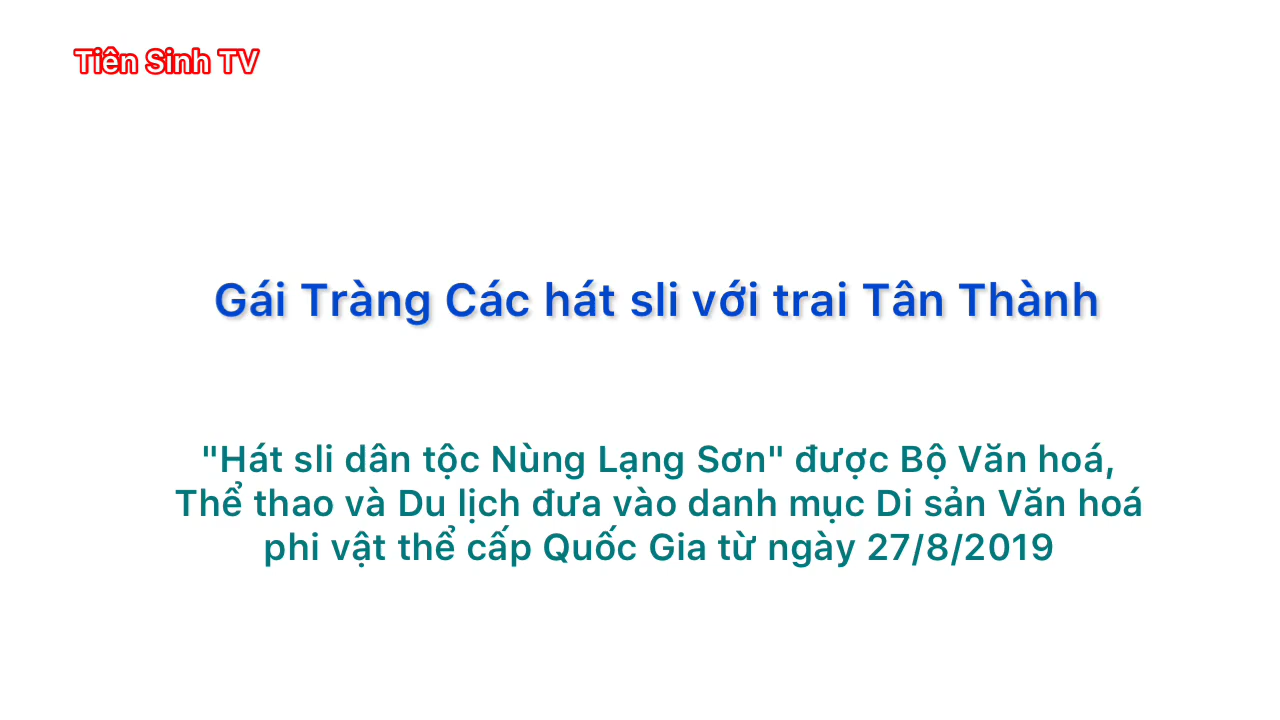 Tiên Sinh TV
Gái Tràng Các hát sli với trai Tân Thành
"Hát sli dân tộc Nùng Lạng Sơn" được Bộ Văn hoá,
Thể thao và Du lịch đưa vào danh mục Di sản Văn hoá
phi vật thể cấp Quốc Gia từ ngày 27/8/2019